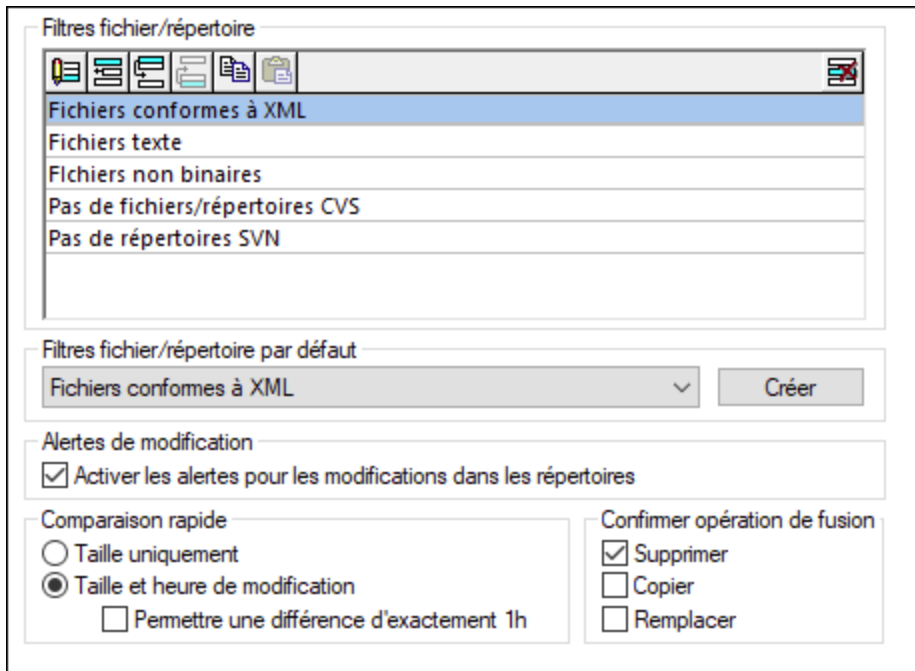 Filtres fichier/répertoire
Fichiers conformes à XML
Fichiers texte
FIchiers non binaires
Pas de fichiers/répertoires CVS
Pas de répertoires SVN
Filtres fichier/répertoire par défaut
Fichiers conformes à XML
Créer
Alertes de modification
Activer les alertes pour les modifications dans les répertoires
Comparaison rapide
Taille uniquement
Taille et heure de modification
Permettre une différence d'exactement 1h
Confirmer opération de fusion
Supprimer
Copier
Remplacer